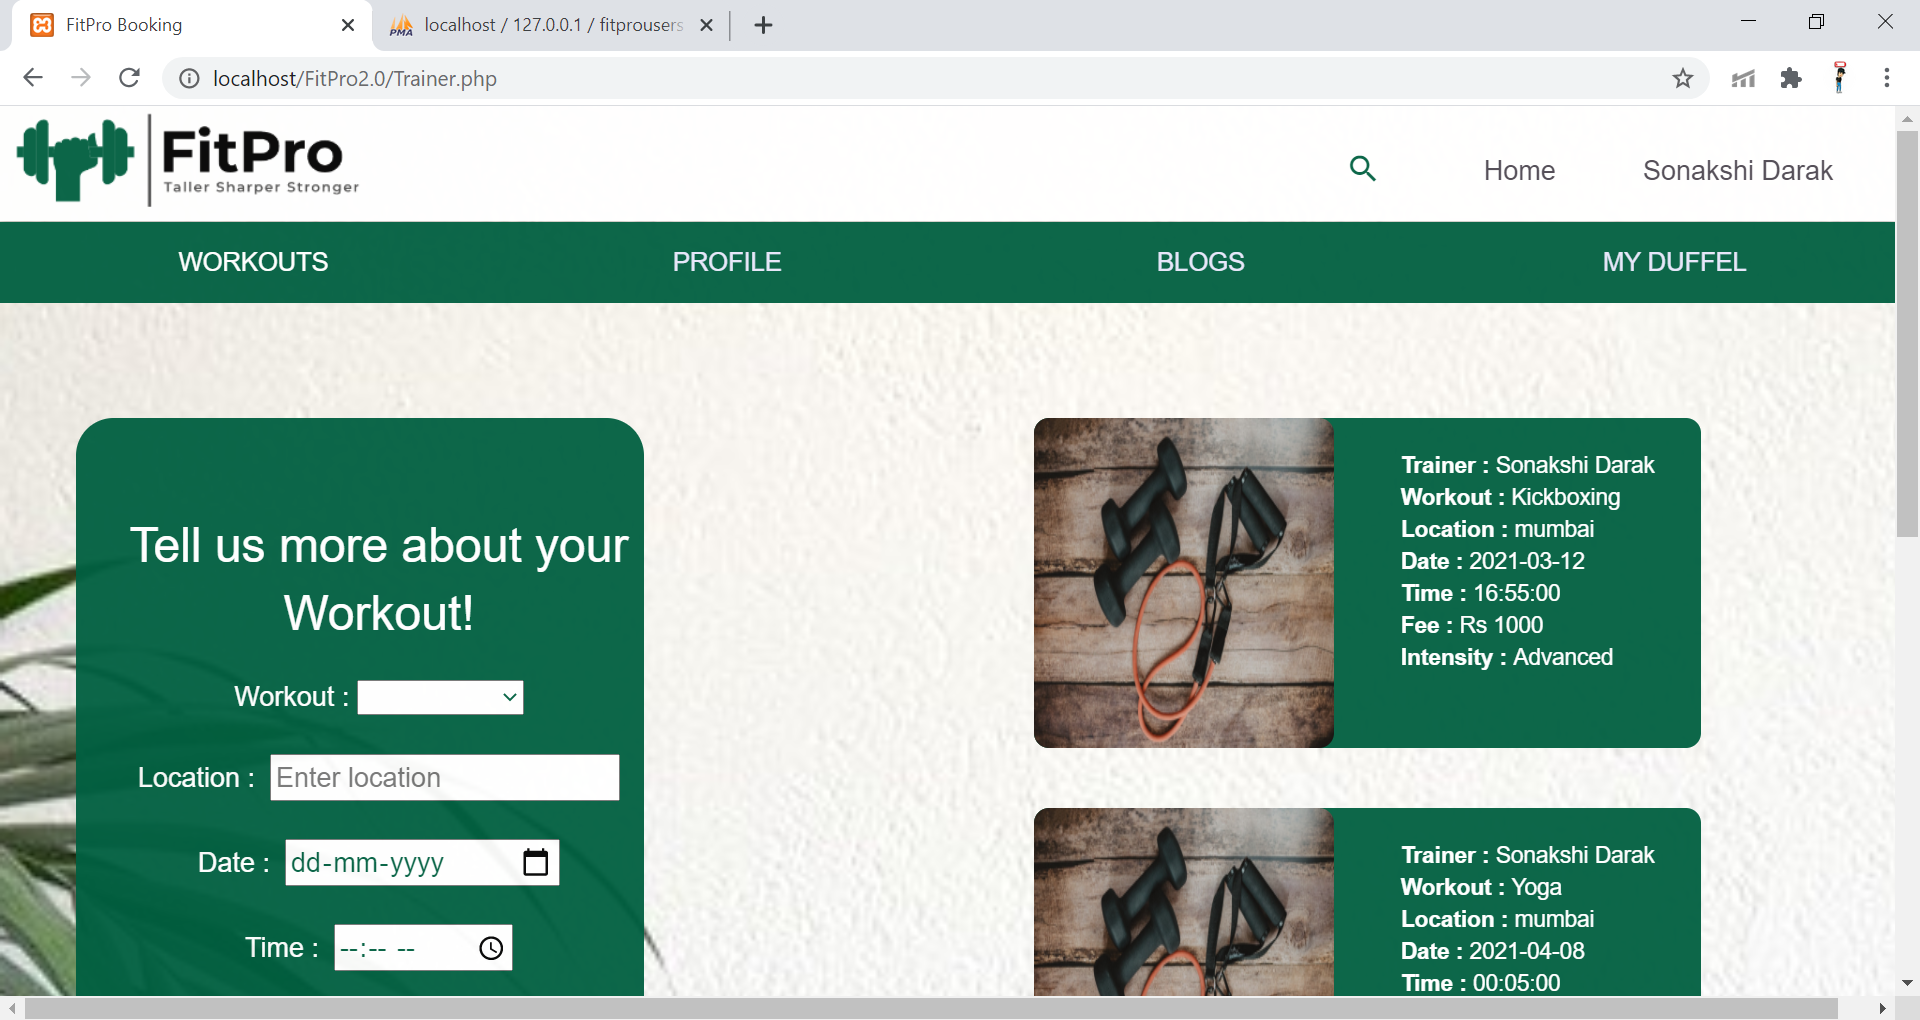 FitPro Booking
PMA localhost / 127.0.0.1 / fitprousers
localhost/FitPro2.0/Trainer.php
FitPro
Taller Sharper Stronger
Home
Sonakshi Darak
WORKOUTS
PROFILE
BLOGS
MY DUFFEL
Tell us more about your
Workout!
Workout :
Location : Enter location
Date : dd-mm-yyyy
Time : --:-- --
Trainer : Sonakshi Darak
Workout : Kickboxing
Location : mumbai
Date : 2021-03-12
Time : 16:55:00
Fee : Rs 1000
Intensity : Advanced
Trainer : Sonakshi Darak
Workout : Yoga
Location : mumbai
Date : 2021-04-08
Time : 00:05:00